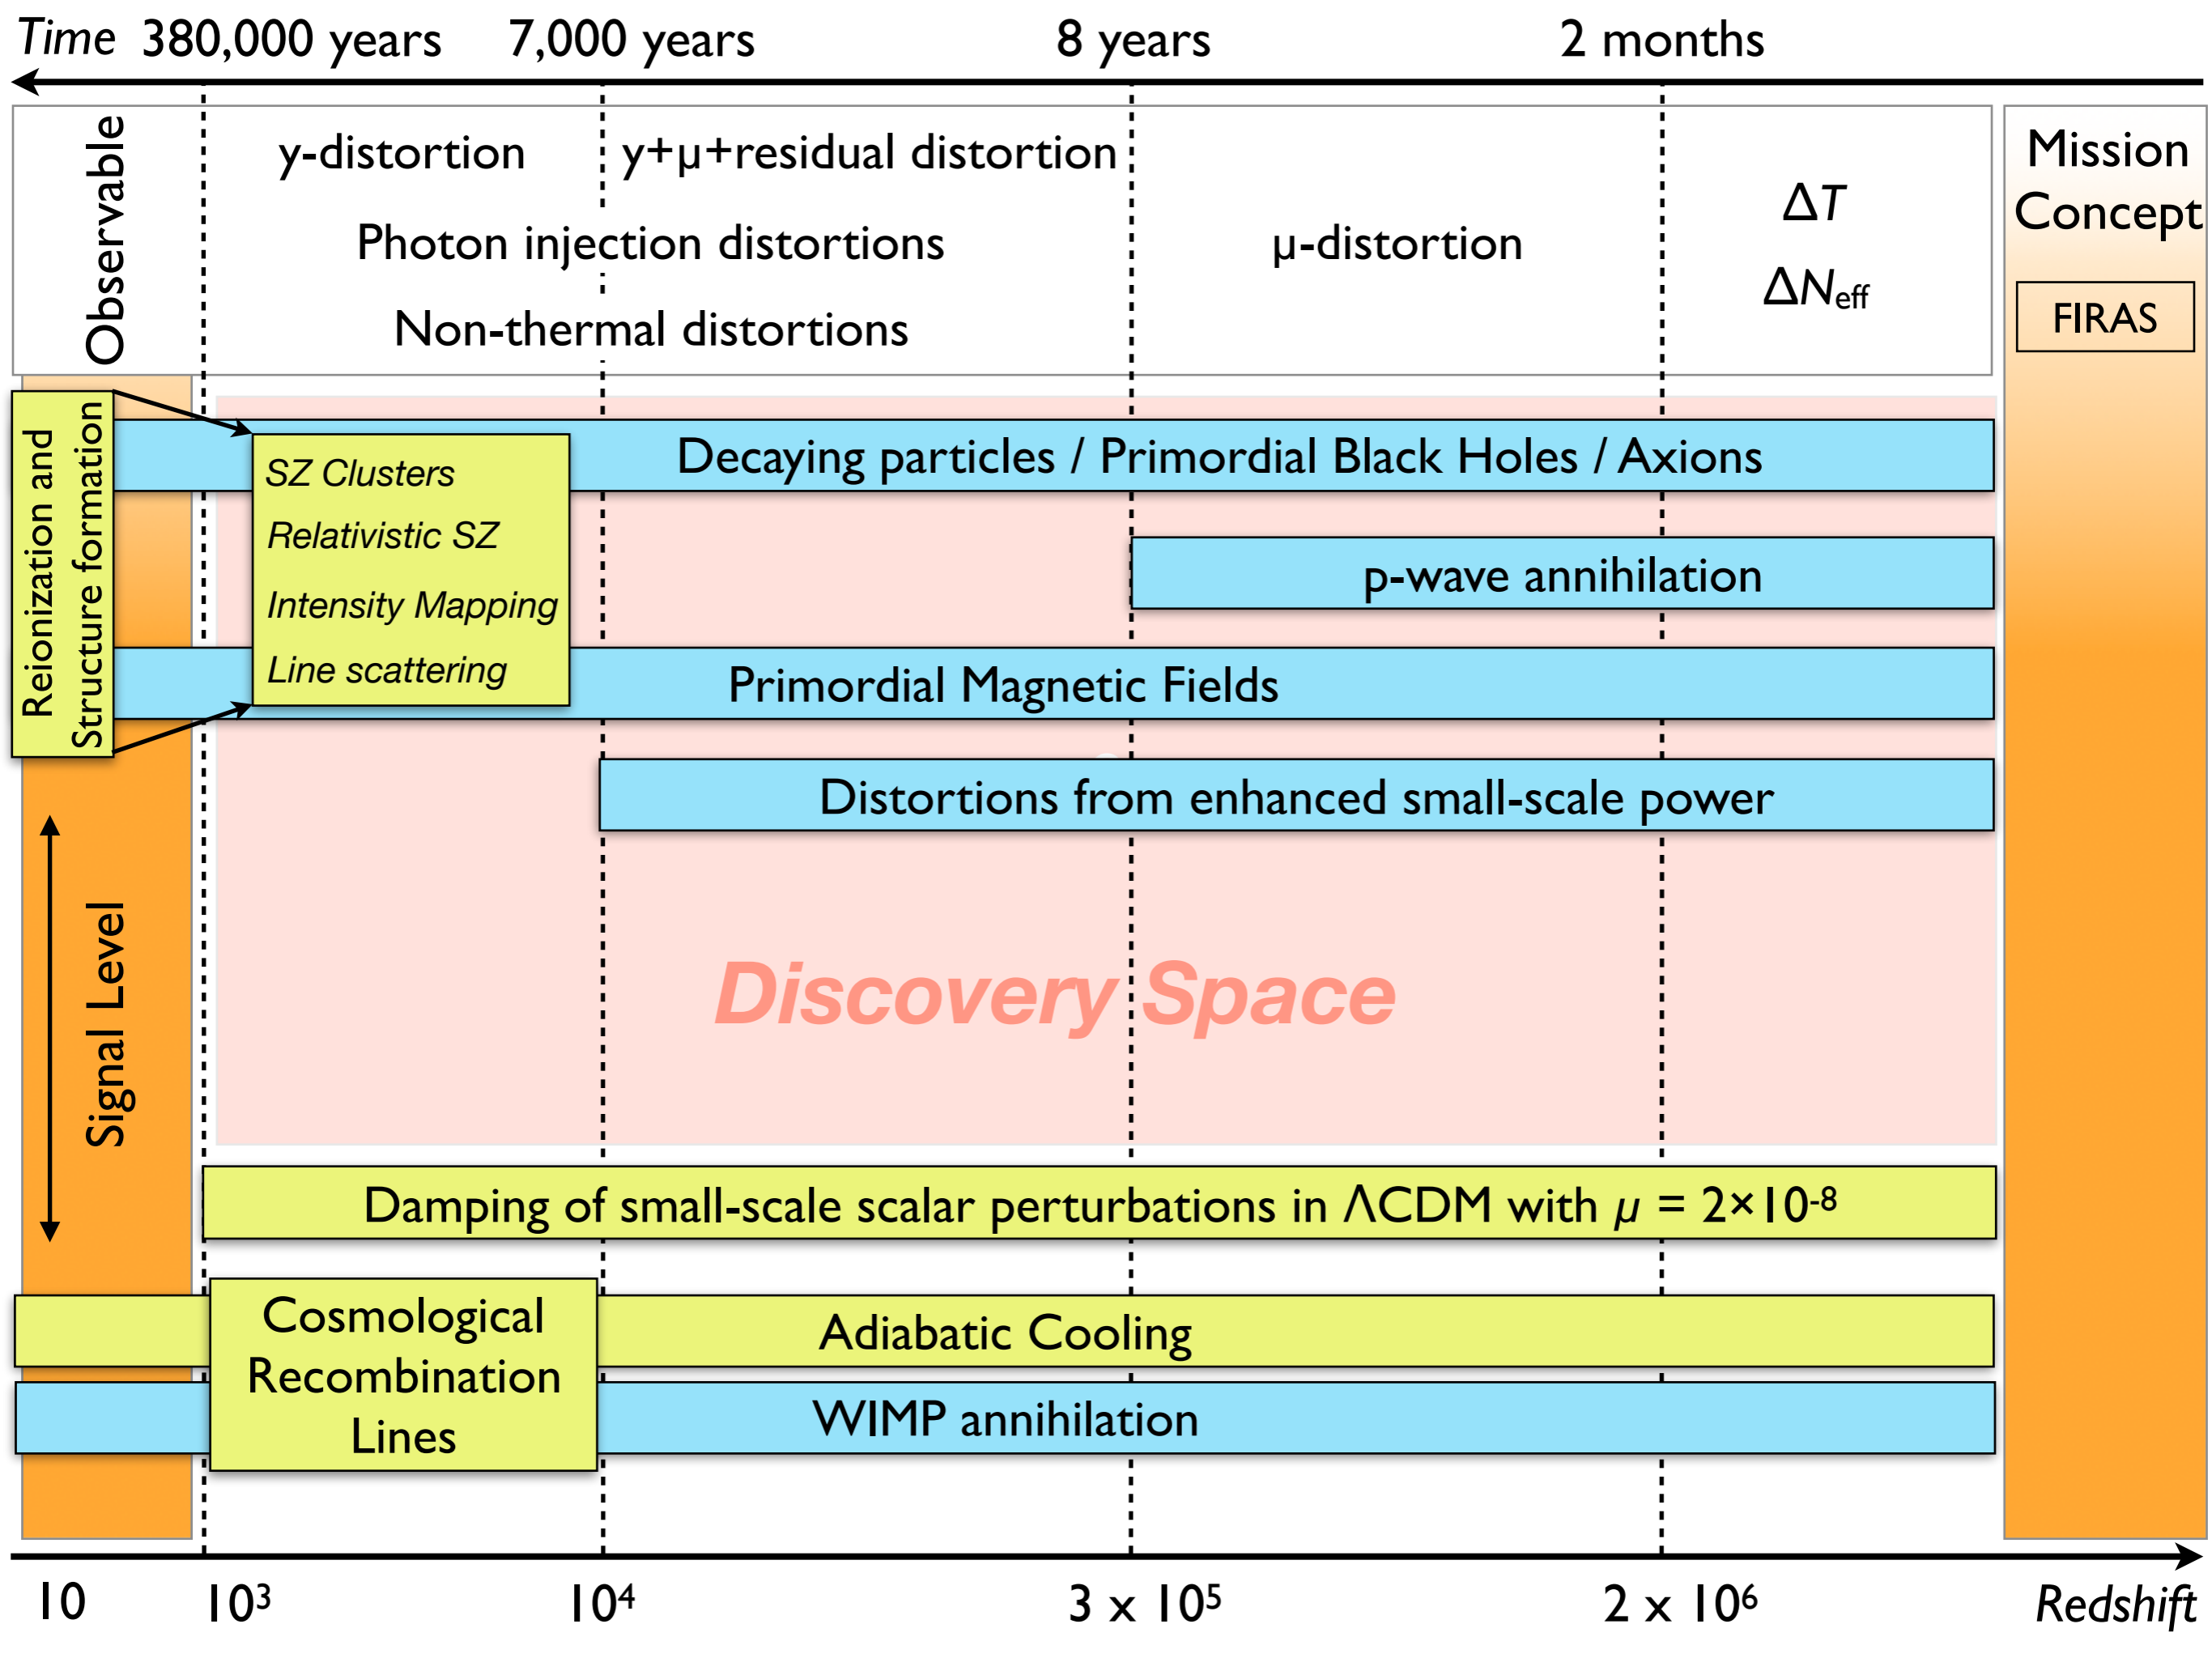 Time 380,000 years 7,000 years 8 years 2 months
Observable
y-distortion
y+μ+residual distortion
Photon injection distortions
Non-thermal distortions
μ-distortion
ΔT
ΔNeff
Mission
Concept
FIRAS
Reionization and
Structure formation
SZ Clusters
Relativistic SZ
Intensity Mapping
Line scattering
Decaying particles / Primordial Black Holes / Axions
p-wave annihilation
Primordial Magnetic Fields
Distortions from enhanced small-scale power
Discovery Space
Signal Level
Damping of small-scale scalar perturbations in ΛCDM with μ = 2×10⁻⁸
Cosmological
Recombination
Lines
Adiabatic Cooling
WIMP annihilation
10 10³ 10⁴ 3 x 10⁵ 2 x 10⁶ Redshift